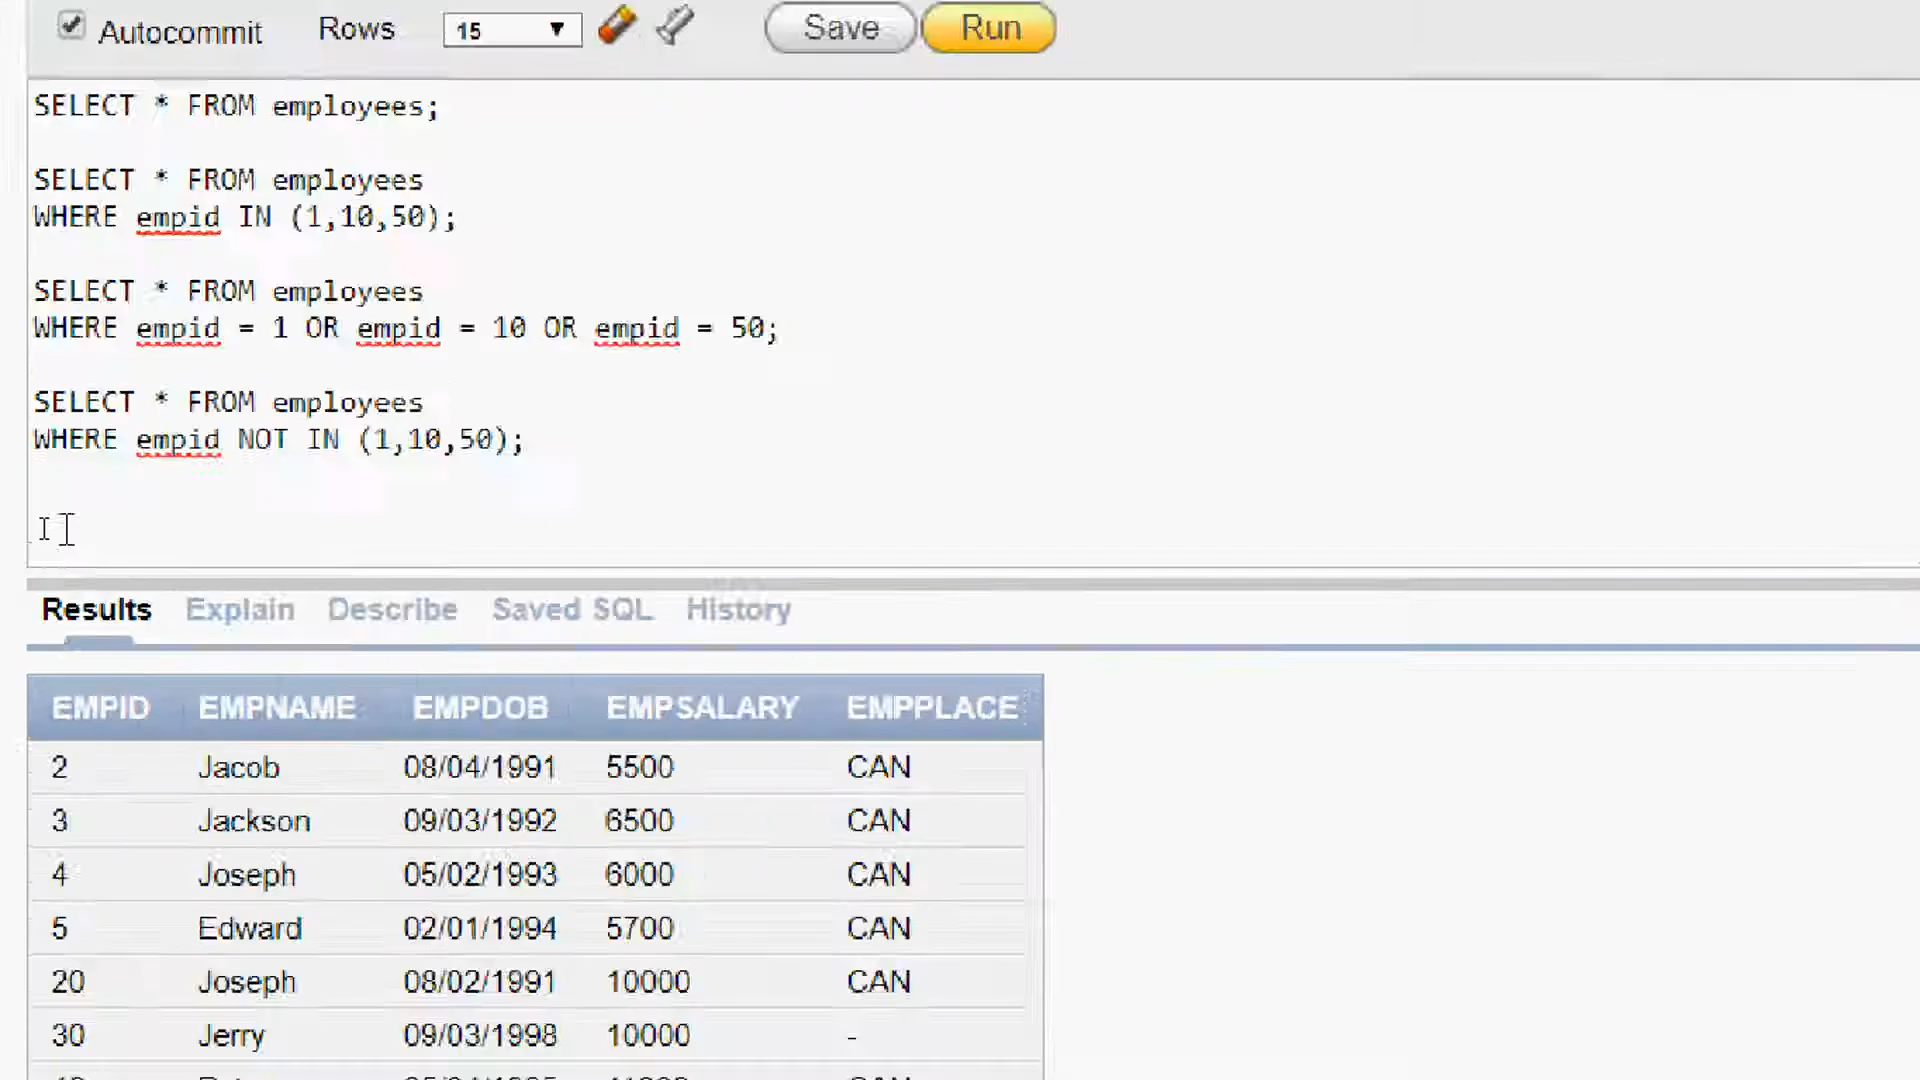 Autocommit Rows 15 Save Run
SELECT * FROM employees;
SELECT * FROM employees
WHERE empid IN (1,10,50);
SELECT * FROM employees
WHERE empid = 1 OR empid = 10 OR empid = 50;
SELECT * FROM employees
WHERE empid NOT IN (1,10,50);
Results Explain Describe Saved SQL History
EMPID EMPNAME EMPDOB EMPSALARY EMPPLACE
2 Jacob 08/04/1991 5500 CAN
3 Jackson 09/03/1992 6500 CAN
4 Joseph 05/02/1993 6000 CAN
5 Edward 02/01/1994 5700 CAN
20 Joseph 08/02/1991 10000 CAN
30 Jerry 09/03/1998 10000 -